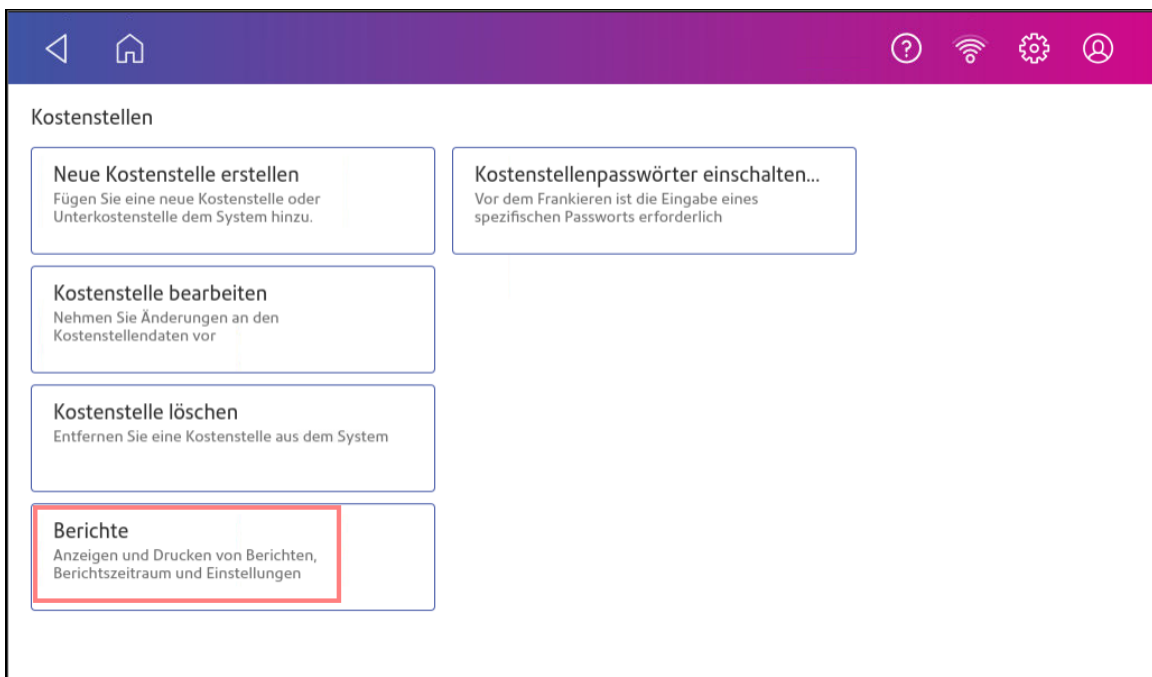 Kostenstellen
Neue Kostenstelle erstellen
Fügen Sie eine neue Kostenstelle oder
Unterkostenstelle dem System hinzu.
Kostenstellenpasswörter einschalten...
Vor dem Frankieren ist die Eingabe eines
spezifischen Passworts erforderlich
Kostenstelle bearbeiten
Nehmen Sie Änderungen an den
Kostenstellendaten vor
Kostenstelle löschen
Entfernen Sie eine Kostenstelle aus dem System
Berichte
Anzeigen und Drucken von Berichten,
Berichtszeitraum und Einstellungen